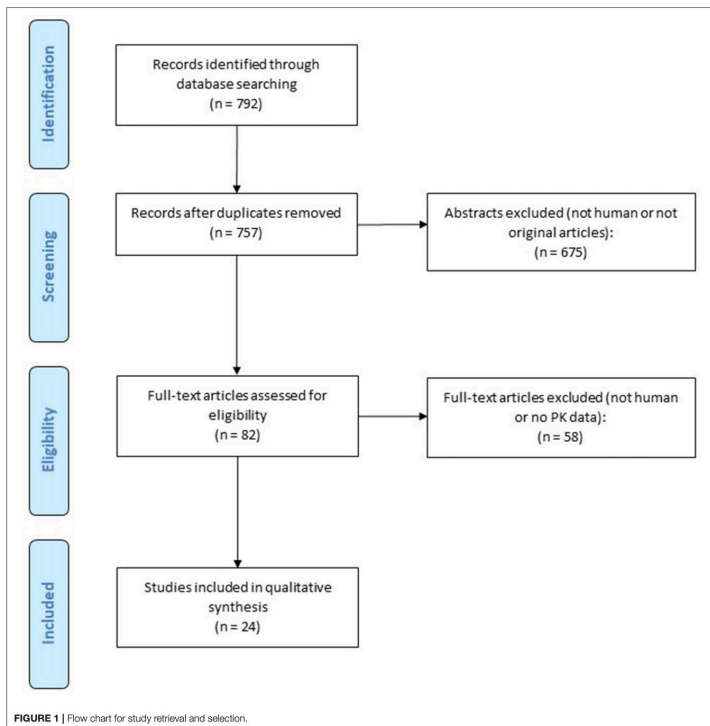 Identification
Records identified through
database searching
(n = 792)
Screening
Records after duplicates removed
(n = 757)
Abstracts excluded (not human or not
original articles):
(n = 675)
Eligibility
Full-text articles assessed for
eligibility
(n = 82)
Full-text articles excluded (not human
or no PK data):
(n = 58)
Included
Studies included in qualitative
synthesis
(n = 24)
FIGURE 1 | Flow chart for study retrieval and selection.